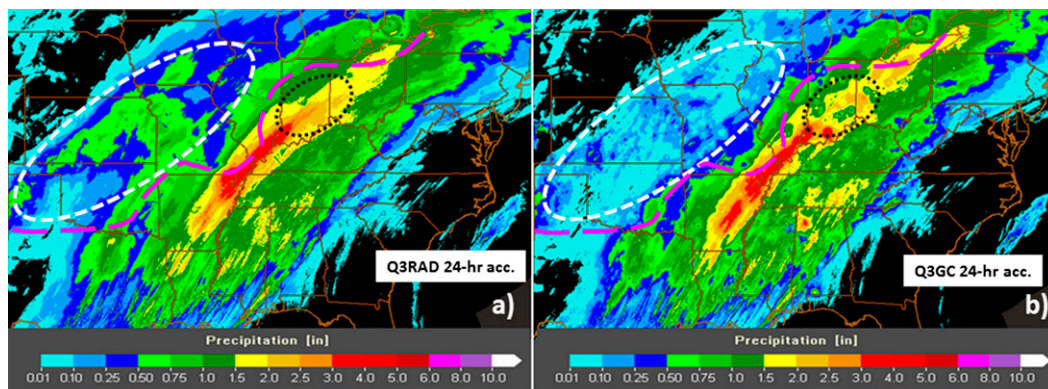 Q3RAD 24-hr acc.
a)
Precipitation [in]
0.01 0.10 0.25 0.50 0.75 1.0 1.5 2.0 2.5 3.0 4.0 5.0 6.0 8.0 10.0
Q3GC 24-hr acc.
b)
Precipitation [in]
0.01 0.10 0.25 0.50 0.75 1.0 1.5 2.0 2.5 3.0 4.0 5.0 6.0 8.0 10.0